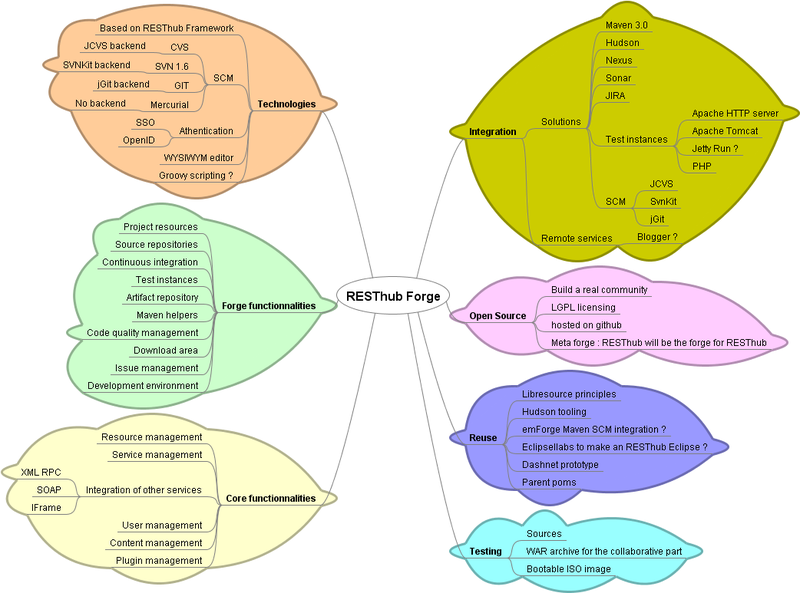 RESThub Forge
Technologies
Based on RESThub Framework
SCM
CVS
JCVS backend
SVN 1.6
SVNKit backend
GIT
jGit backend
Mercurial
No backend
Athentication
SSO
OpenID
WYSIWYM editor
Groovy scripting ?
Forge functionnalities
Project resources
Source repositories
Continuous integration
Test instances
Artifact repository
Maven helpers
Code quality management
Download area
Issue management
Development environment
Core functionnalities
Resource management
Service management
Integration of other services
XML RPC
SOAP
IFrame
User management
Content management
Plugin management
Integration
Solutions
Maven 3.0
Hudson
Nexus
Sonar
JIRA
Test instances
Apache HTTP server
Apache Tomcat
Jetty Run ?
PHP
SCM
JCVS
SvnKit
jGit
Remote services
Blogger ?
Open Source
Build a real community
LGPL licensing
hosted on github
Meta forge : RESThub will be the forge for RESThub
Reuse
Libresource principles
Hudson tooling
emForge Maven SCM integration ?
Eclipsellabs to make an RESThub Eclipse ?
Dashnet prototype
Parent poms
Testing
Sources
WAR archive for the collaborative part
Bootable ISO image